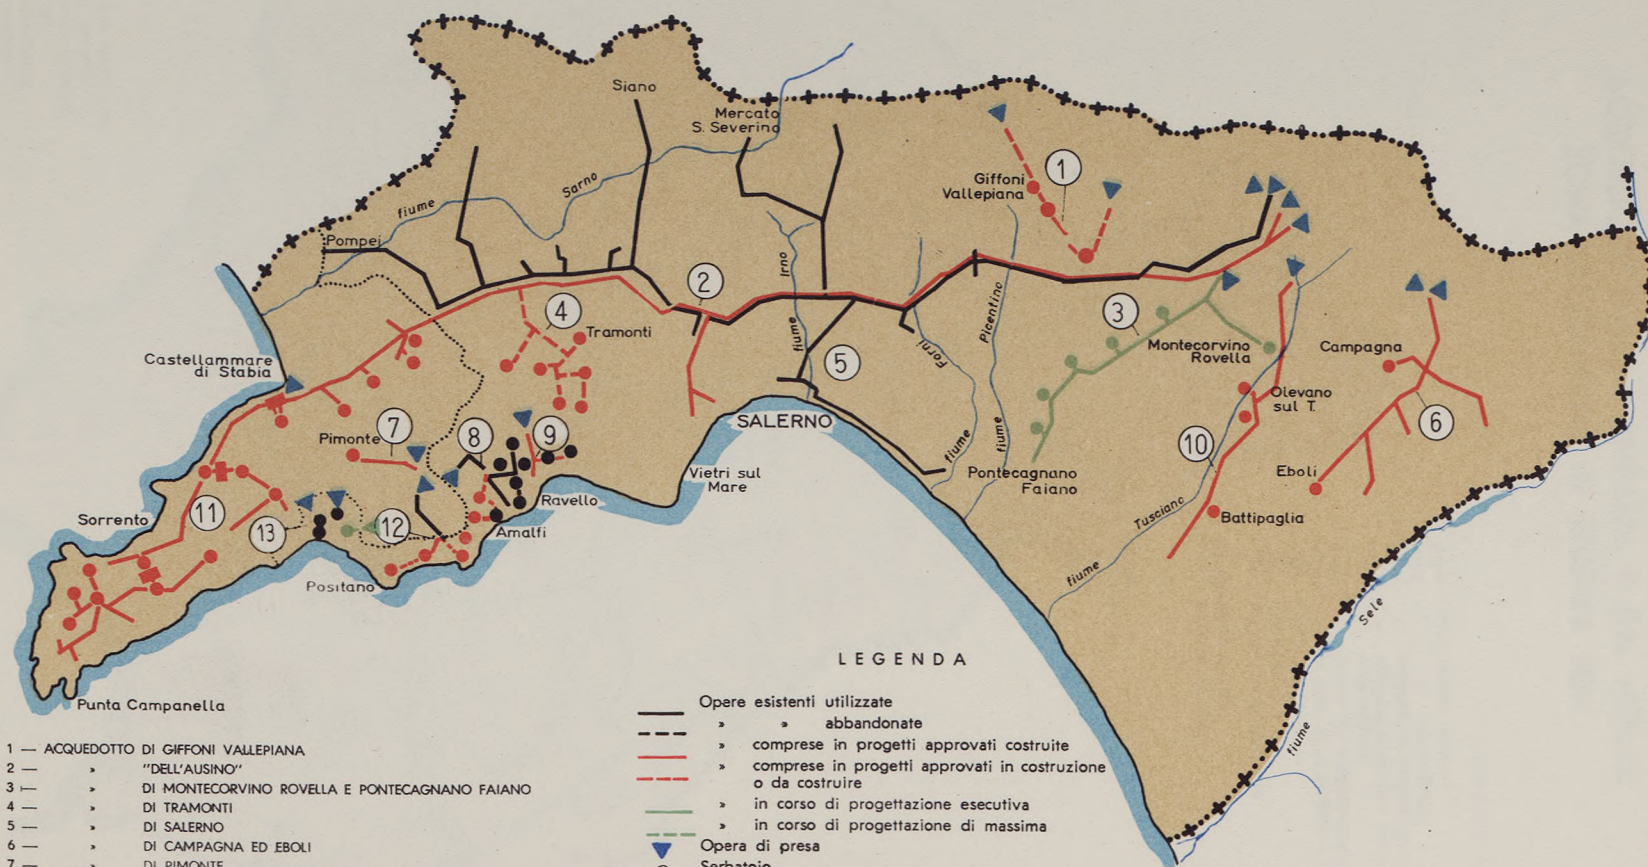 Siano
Mercato
S. Severino
Sarno
fiume
Pompei
1
Giffoni
Vallepiana
Irno
fiume
2
Picentino
fiume
3
4
Tramonti
Forni
fiume
Montecorvino
Rovella
Campagna
Castellammare
di Stabia
5
Olevano
sul T.
6
SALERNO
Pimonte
7
8
9
10
Vietri sul
Mare
Pontecagnano
Faiano
Eboli
Ravello
11
Sorrento
13
12
Amalfi
Tusciano
fiume
Battipaglia
Positano
Sele
fiume
Punta Campanella
LEGENDA
Opere esistenti utilizzate
» » abbandonate
» comprese in progetti approvati costruite
» comprese in progetti approvati in costruzione
o da costruire
» in corso di progettazione esecutiva
» in corso di progettazione di massima
Opera di presa
Serbatoio
1 — ACQUEDOTTO DI GIFFONI VALLEPIANA
2 — » "DELL'AUSINO"
3 — » DI MONTECORVINO ROVELLA E PONTECAGNANO FAIANO
4 — » DI TRAMONTI
5 — » DI SALERNO
6 — » DI CAMPAGNA ED EBOLI
7 — » DI PIMONTE